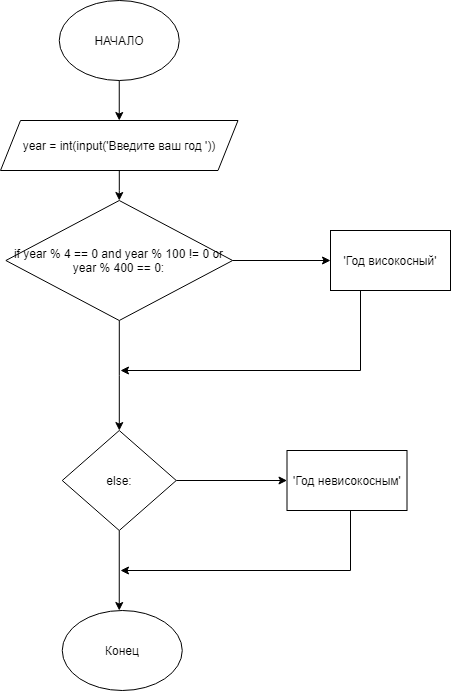 НАЧАЛО
year = int(input('Введите ваш год '))
if year % 4 == 0 and year % 100 != 0 or
year % 400 == 0:
'Год високосный'
else:
'Год невисокосным'
Конец